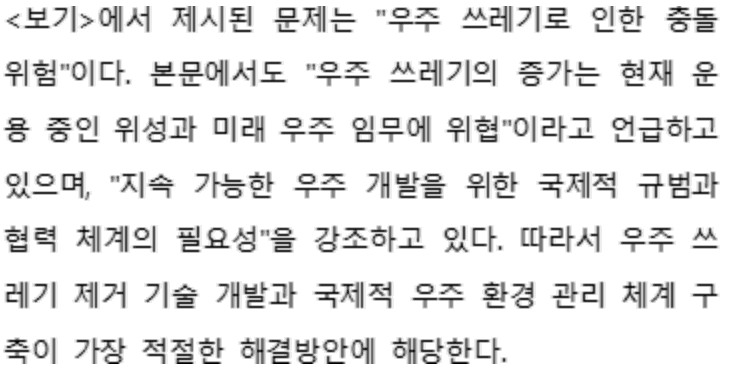 <보기>에서 제시된 문제는 "우주 쓰레기로 인한 충돌
위험"이다. 본문에서도 "우주 쓰레기의 증가는 현재 운
용 중인 위성과 미래 우주 임무에 위협"이라고 언급하고
있으며, "지속 가능한 우주 개발을 위한 국제적 규범과
협력 체계의 필요성"을 강조하고 있다. 따라서 우주 쓰
레기 제거 기술 개발과 국제적 우주 환경 관리 체계 구
축이 가장 적절한 해결방안에 해당한다.